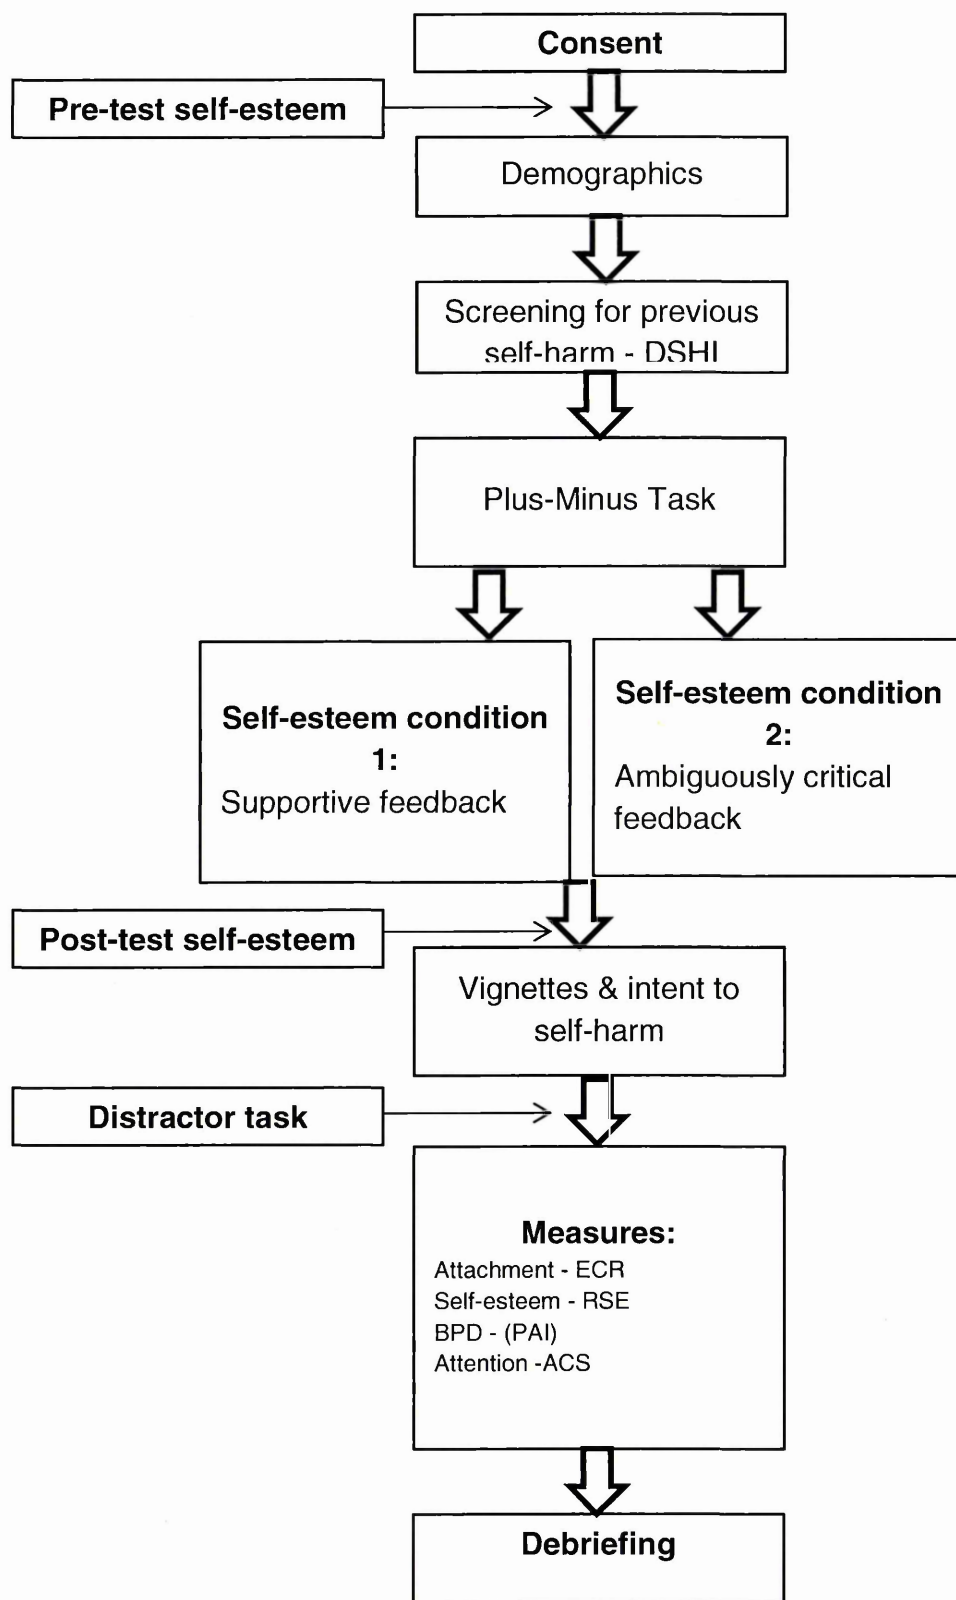 Consent
Pre-test self-esteem
Demographics
Screening for previous
self-harm - DSHI
Plus-Minus Task
Self-esteem condition
1:
Supportive feedback
Self-esteem condition
2:
Ambiguously critical
feedback
Post-test self-esteem
Vignettes & intent to
self-harm
Distractor task
Measures:
Attachment - ECR
Self-esteem - RSE
BPD - (PAI)
Attention -ACS
Debriefing